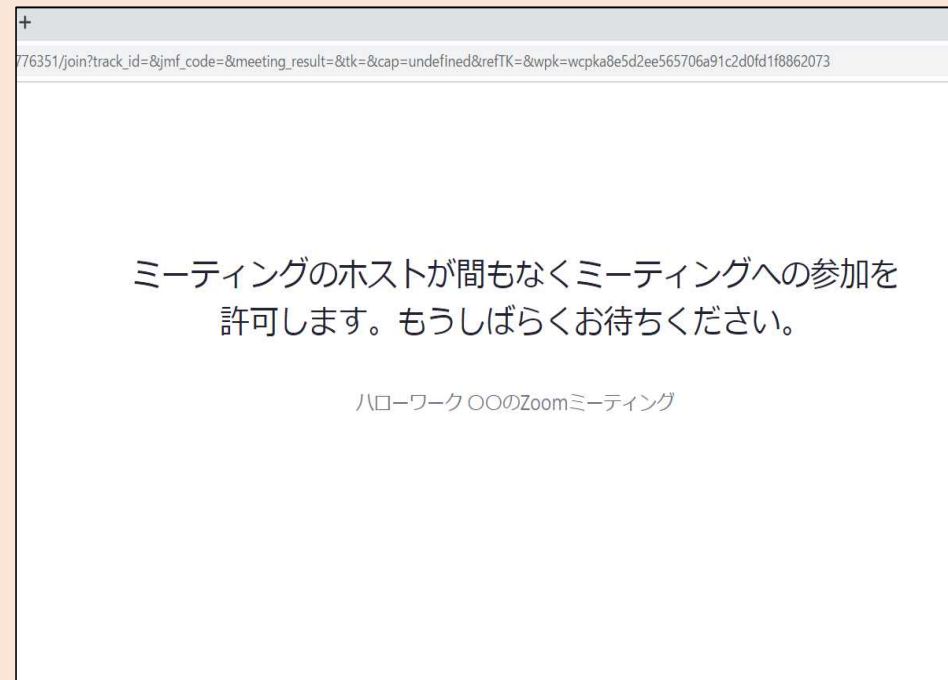 +
776351/join?track_id=&jmf_code=&meeting_result=&tk=&cap=undefined&refTK=&wpk=wcpka8e5d2ee565706a91c2d0fd1f8862073
ミーティングのホストが間もなくミーティングへの参加を
許可します。もうしばらくお待ちください。
ハローワーク 〇〇のZoomミーティング